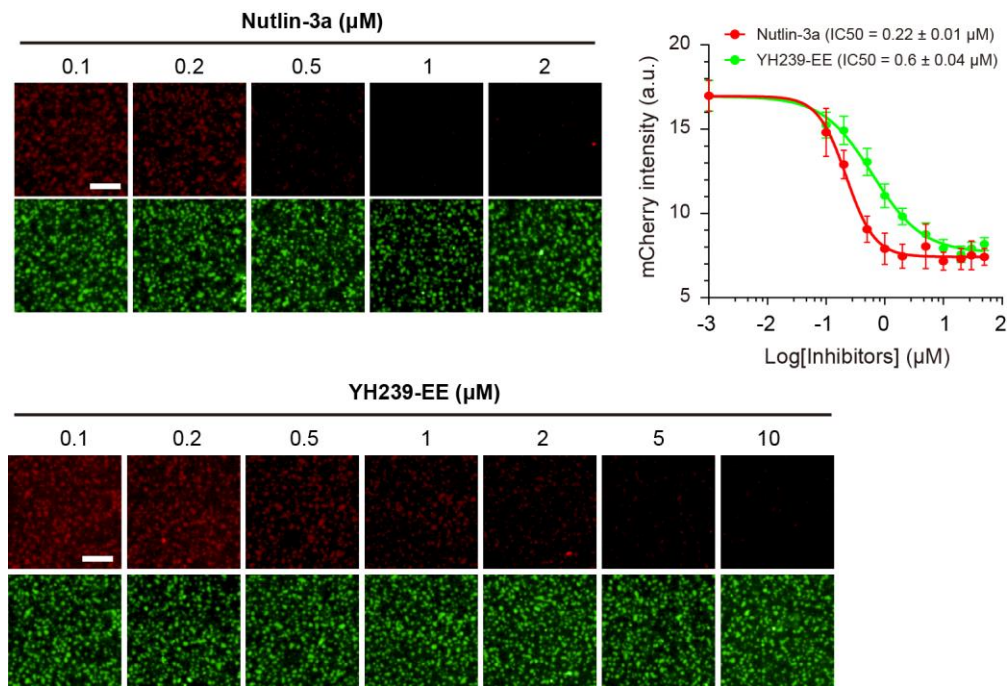 Nutlin-3a (µM)
0.1 0.2 0.5 1 2
Nutlin-3a (IC50 = 0.22 ± 0.01 µM)
YH239-EE (IC50 = 0.6 ± 0.04 µM)
mCherry intensity (a.u.)
20
15
10
5
-3 -2 -1 0 1 2
Log[Inhibitors] (µM)
YH239-EE (µM)
0.1 0.2 0.5 1 2 5 10